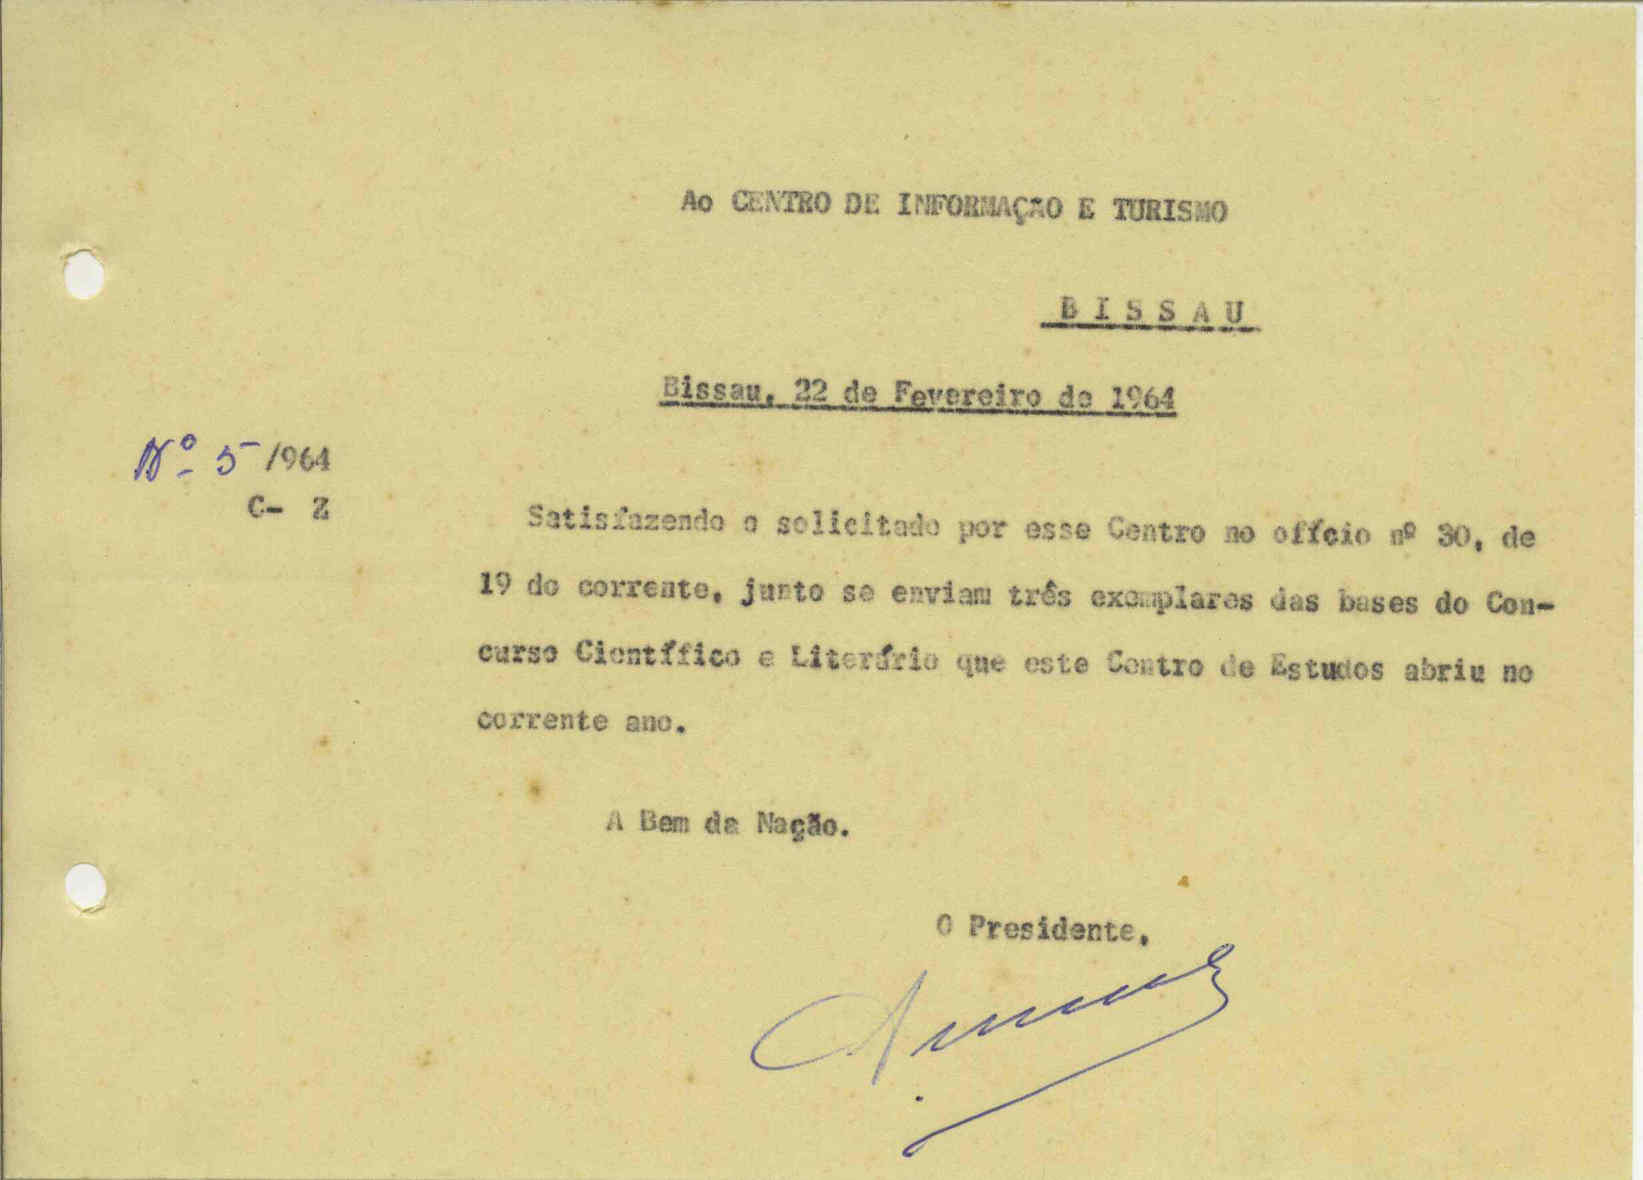 Ao CENTRO DE INFORMAÇÃO E TURISMO
B I S S A U
Bissau, 22 de Fevereiro de 1964
Nº 5 /964
C- Z
Satisfazendo o solicitado por esse Centro no ofício nº 30, de
19 do corrente, junto se enviam três exemplares das bases do Con-
curso Científico e Literário que este Centro de Estudos abriu no
corrente ano.
A Bem da Nação.
O Presidente,